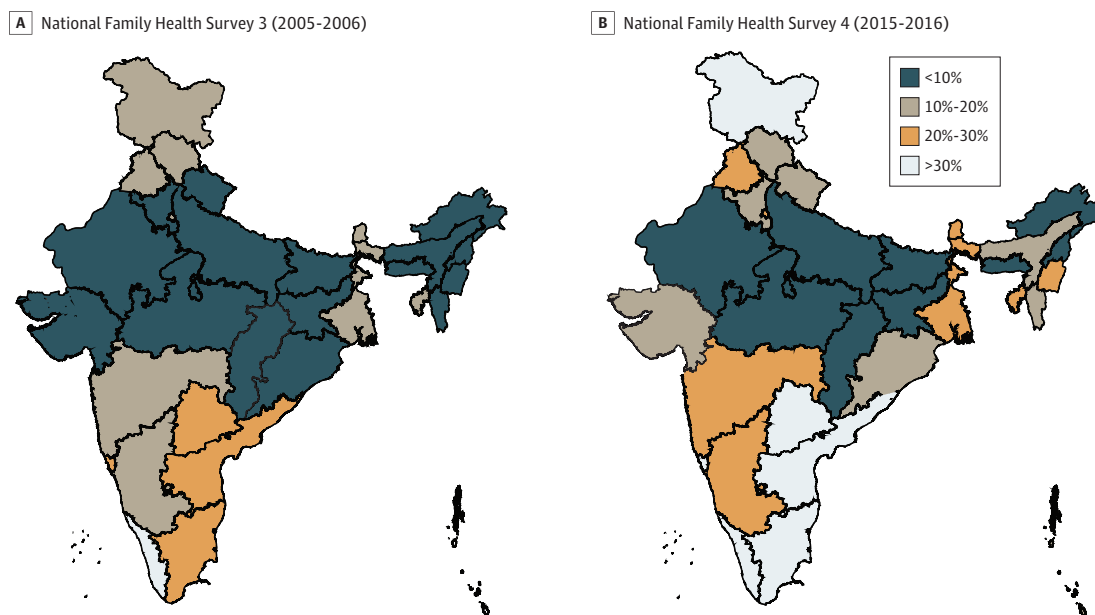 A National Family Health Survey 3 (2005-2006)
B National Family Health Survey 4 (2015-2016)
<10%
10%-20%
20%-30%
>30%